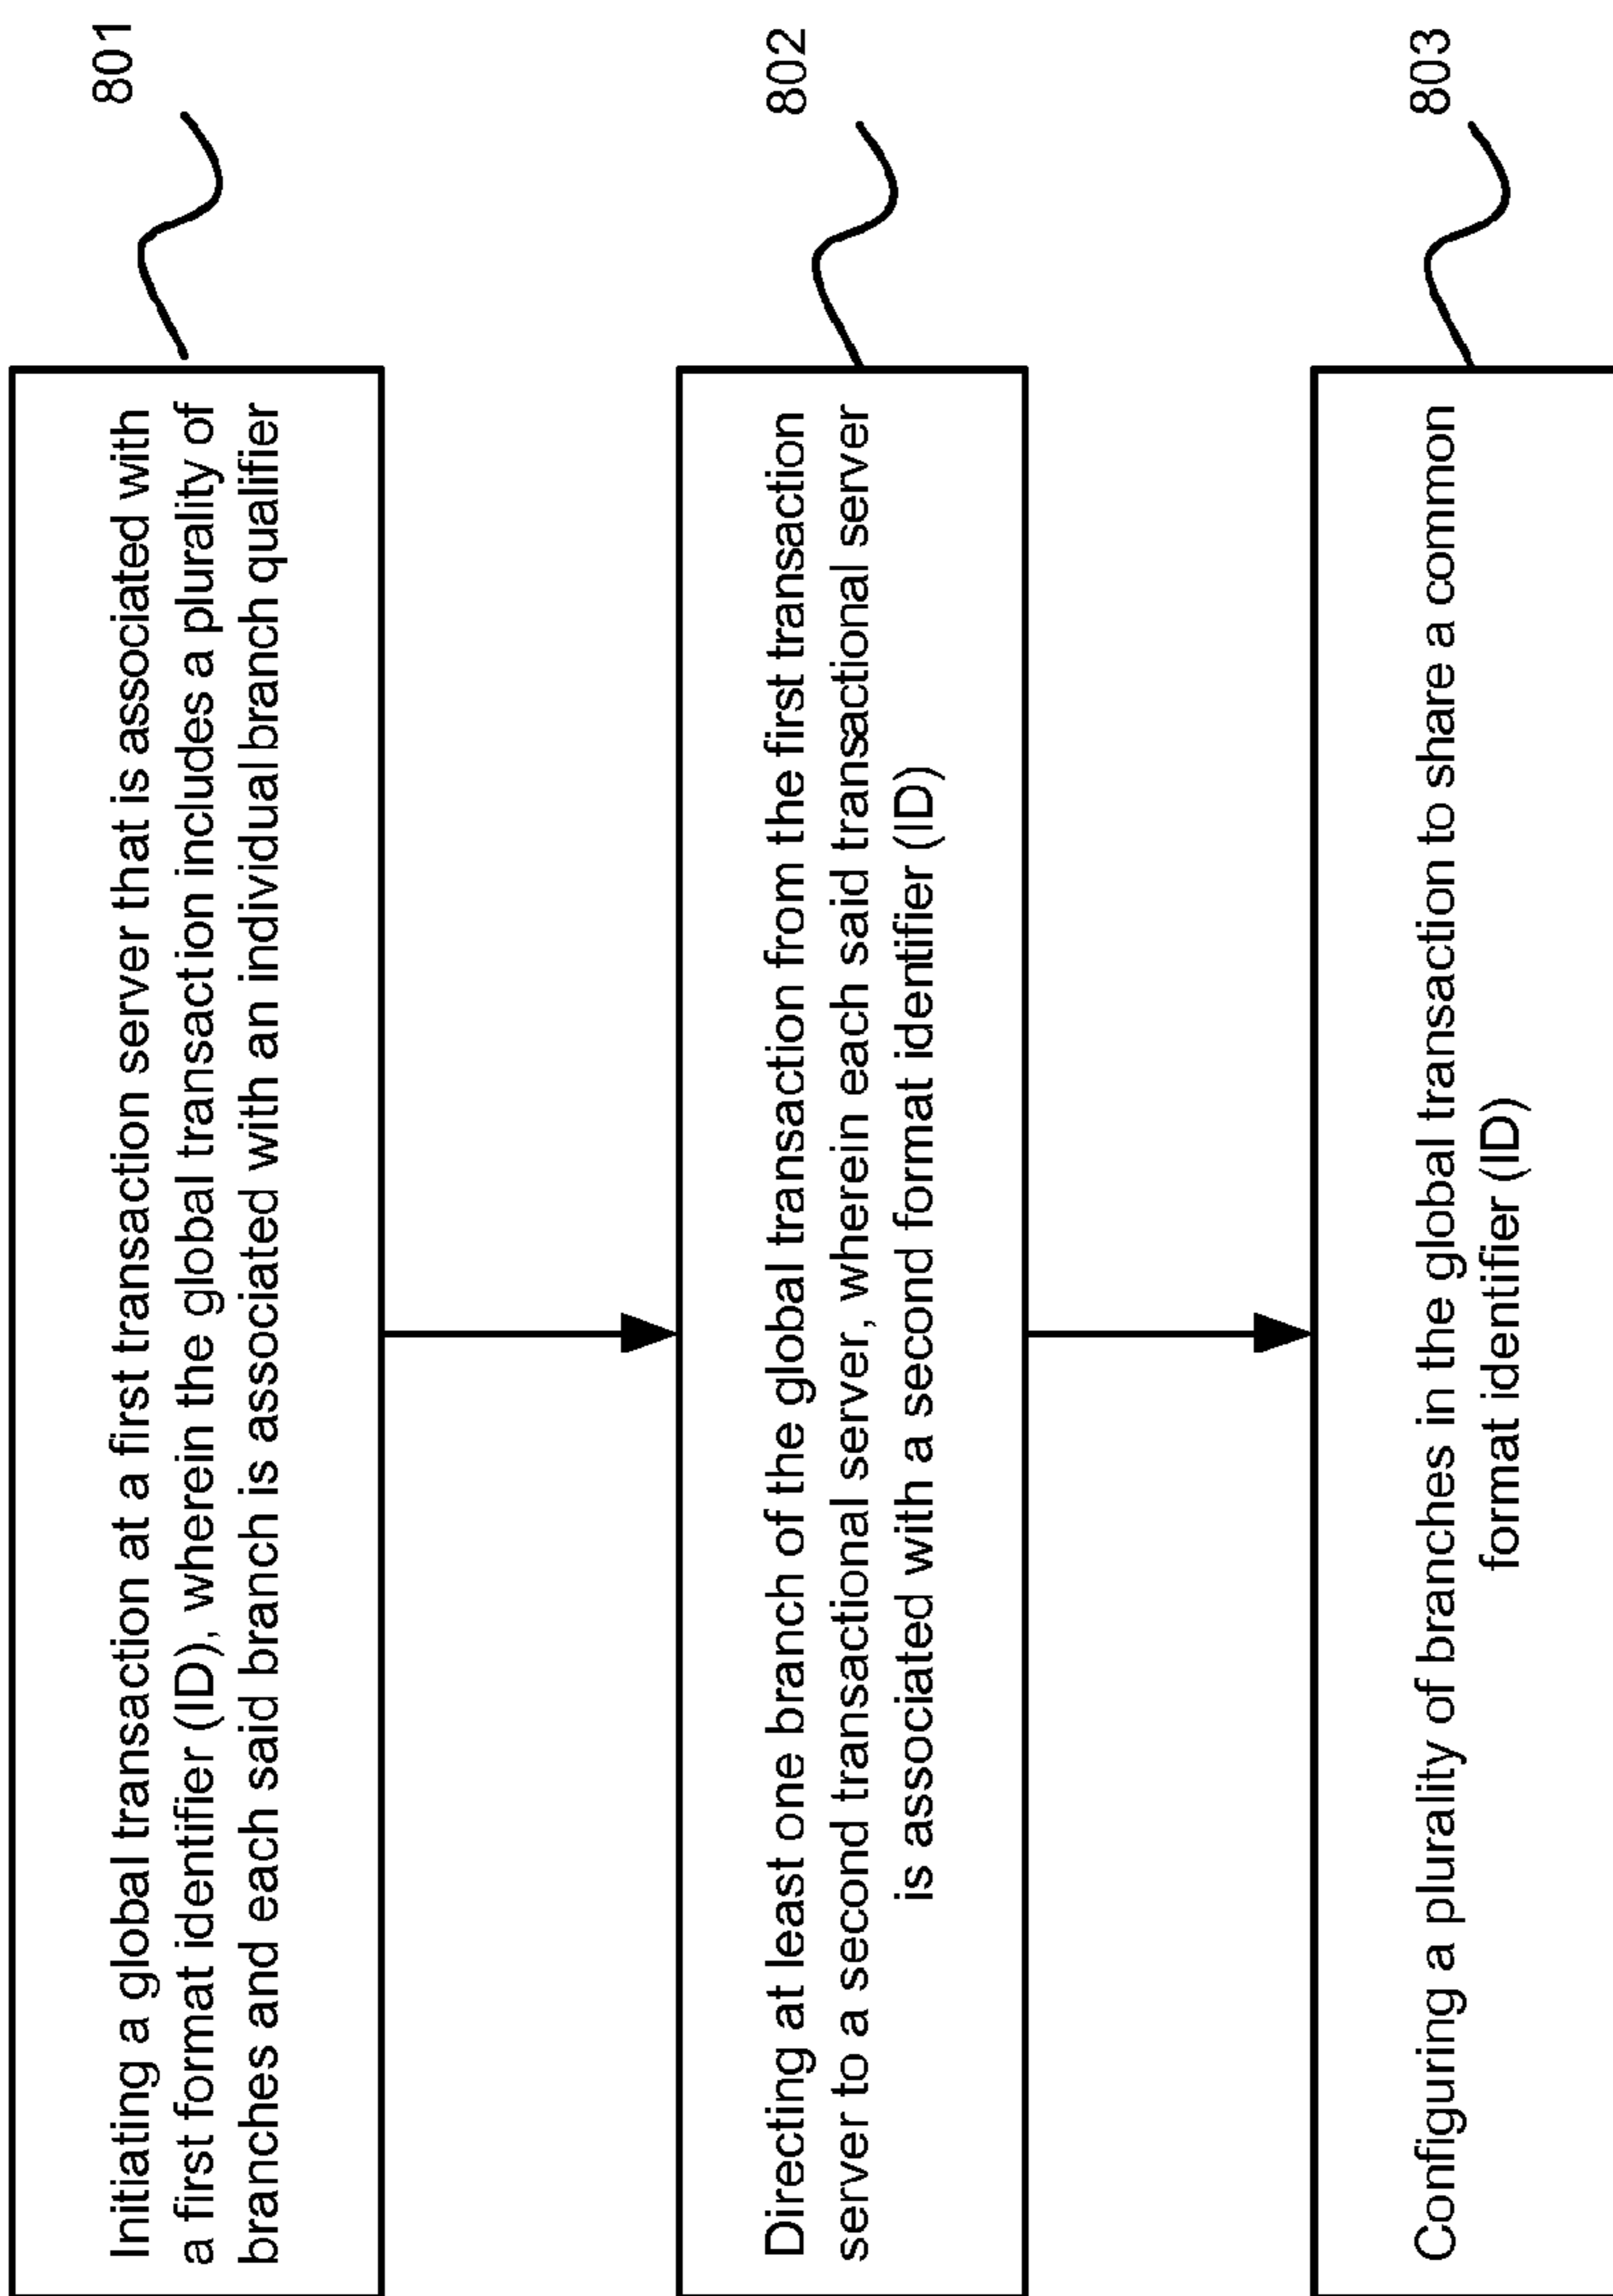 801
Initiating a global transaction at a first transaction server that is associated with
a first format identifier (ID), wherein the global transaction includes a plurality of
branches and each said branch is associated with an individual branch qualifier
802
Directing at least one branch of the global transaction from the first transaction
server to a second transactional server, wherein each said transactional server
is associated with a second format identifier (ID)
803
Configuring a plurality of branches in the global transaction to share a common
format identifier (ID)